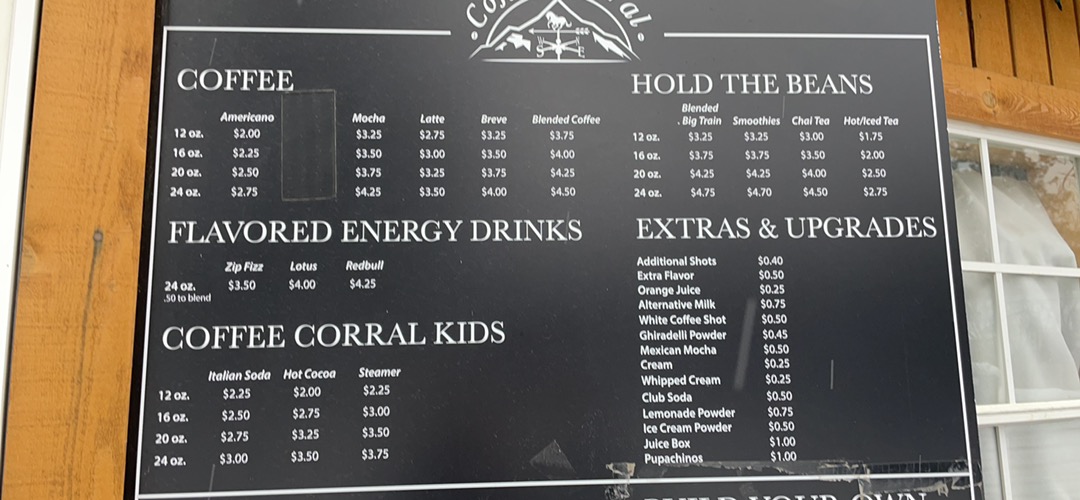 COFFEE
Americano Mocha Latte Breve Blended Coffee
12 oz. $2.00 $3.25 $2.75 $3.25 $3.75
16 oz. $2.25 $3.50 $3.00 $3.50 $4.00
20 oz. $2.50 $3.75 $3.25 $3.75 $4.25
24 oz. $2.75 $4.25 $3.50 $4.00 $4.50
FLAVORED ENERGY DRINKS
Zip Fizz Lotus Redbull
24 oz. $3.50 $4.00 $4.25
.50 to blend
COFFEE CORRAL KIDS
Italian Soda Hot Cocoa Steamer
12 oz. $2.25 $2.00 $2.25
16 oz. $2.50 $2.75 $3.00
20 oz. $2.75 $3.25 $3.50
24 oz. $3.00 $3.50 $3.75
HOLD THE BEANS
Blended
Big Train Smoothies Chai Tea Hot/Iced Tea
12 oz. $3.25 $3.25 $3.00 $1.75
16 oz. $3.75 $3.75 $3.50 $2.00
20 oz. $4.25 $4.25 $4.00 $2.50
24 oz. $4.75 $4.70 $4.50 $2.75
EXTRAS & UPGRADES
Additional Shots $0.40
Extra Flavor $0.50
Orange Juice $0.25
Alternative Milk $0.75
White Coffee Shot $0.50
Ghiradelli Powder $0.45
Mexican Mocha $0.50
Cream $0.25
Whipped Cream $0.25
Club Soda $0.50
Lemonade Powder $0.75
Ice Cream Powder $0.50
Juice Box $1.00
Pupachinos $1.00
BUILD YOUR OWN